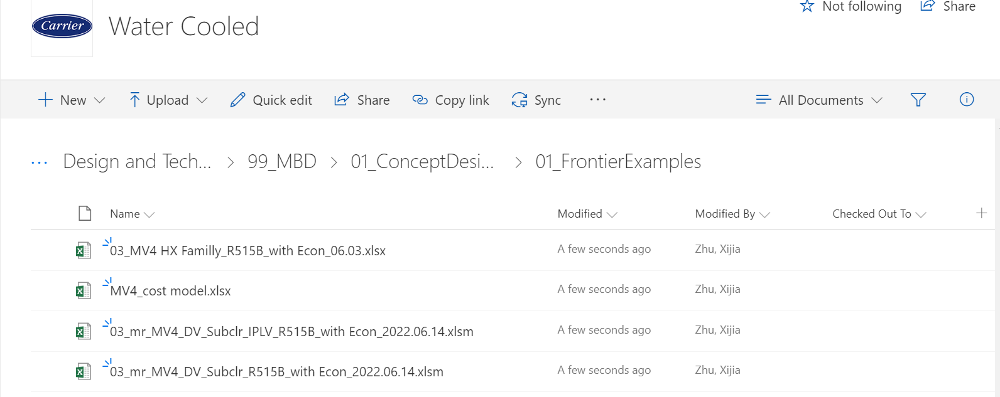 Carrier
Water Cooled
Not following
Share
New
Upload
Quick edit
Share
Copy link
Sync
All Documents
Design and Tech... > 99_MBD > 01_ConceptDesi... > 01_FrontierExamples
Name Modified Modified By Checked Out To
03_MV4 HX Familly_R515B_with Econ_06.03.xlsx A few seconds ago Zhu, Xijia
MV4_cost model.xlsx A few seconds ago Zhu, Xijia
03_mr_MV4_DV_Subclr_IPLV_R515B_with Econ_2022.06.14.xlsm A few seconds ago Zhu, Xijia
03_mr_MV4_DV_Subclr_R515B_with Econ_2022.06.14.xlsm A few seconds ago Zhu, Xijia